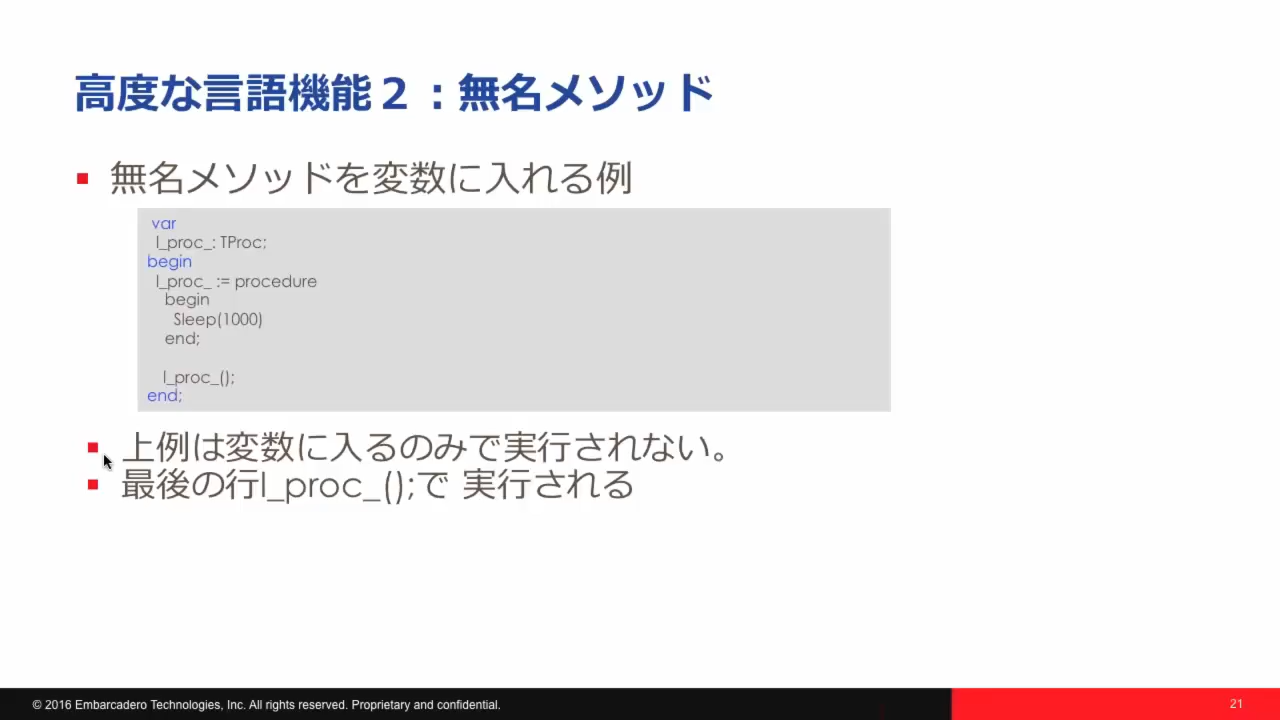 高度な言語機能２：無名メソッド
無名メソッドを変数に入れる例
var
l_proc_: TProc;
begin
l_proc_ := procedure
begin
Sleep(1000)
end;
l_proc_();
end;
上例は変数に入るのみで実行されない。
最後の行l_proc_();で 実行される
© 2016 Embarcadero Technologies, Inc. All rights reserved. Proprietary and confidential.
21